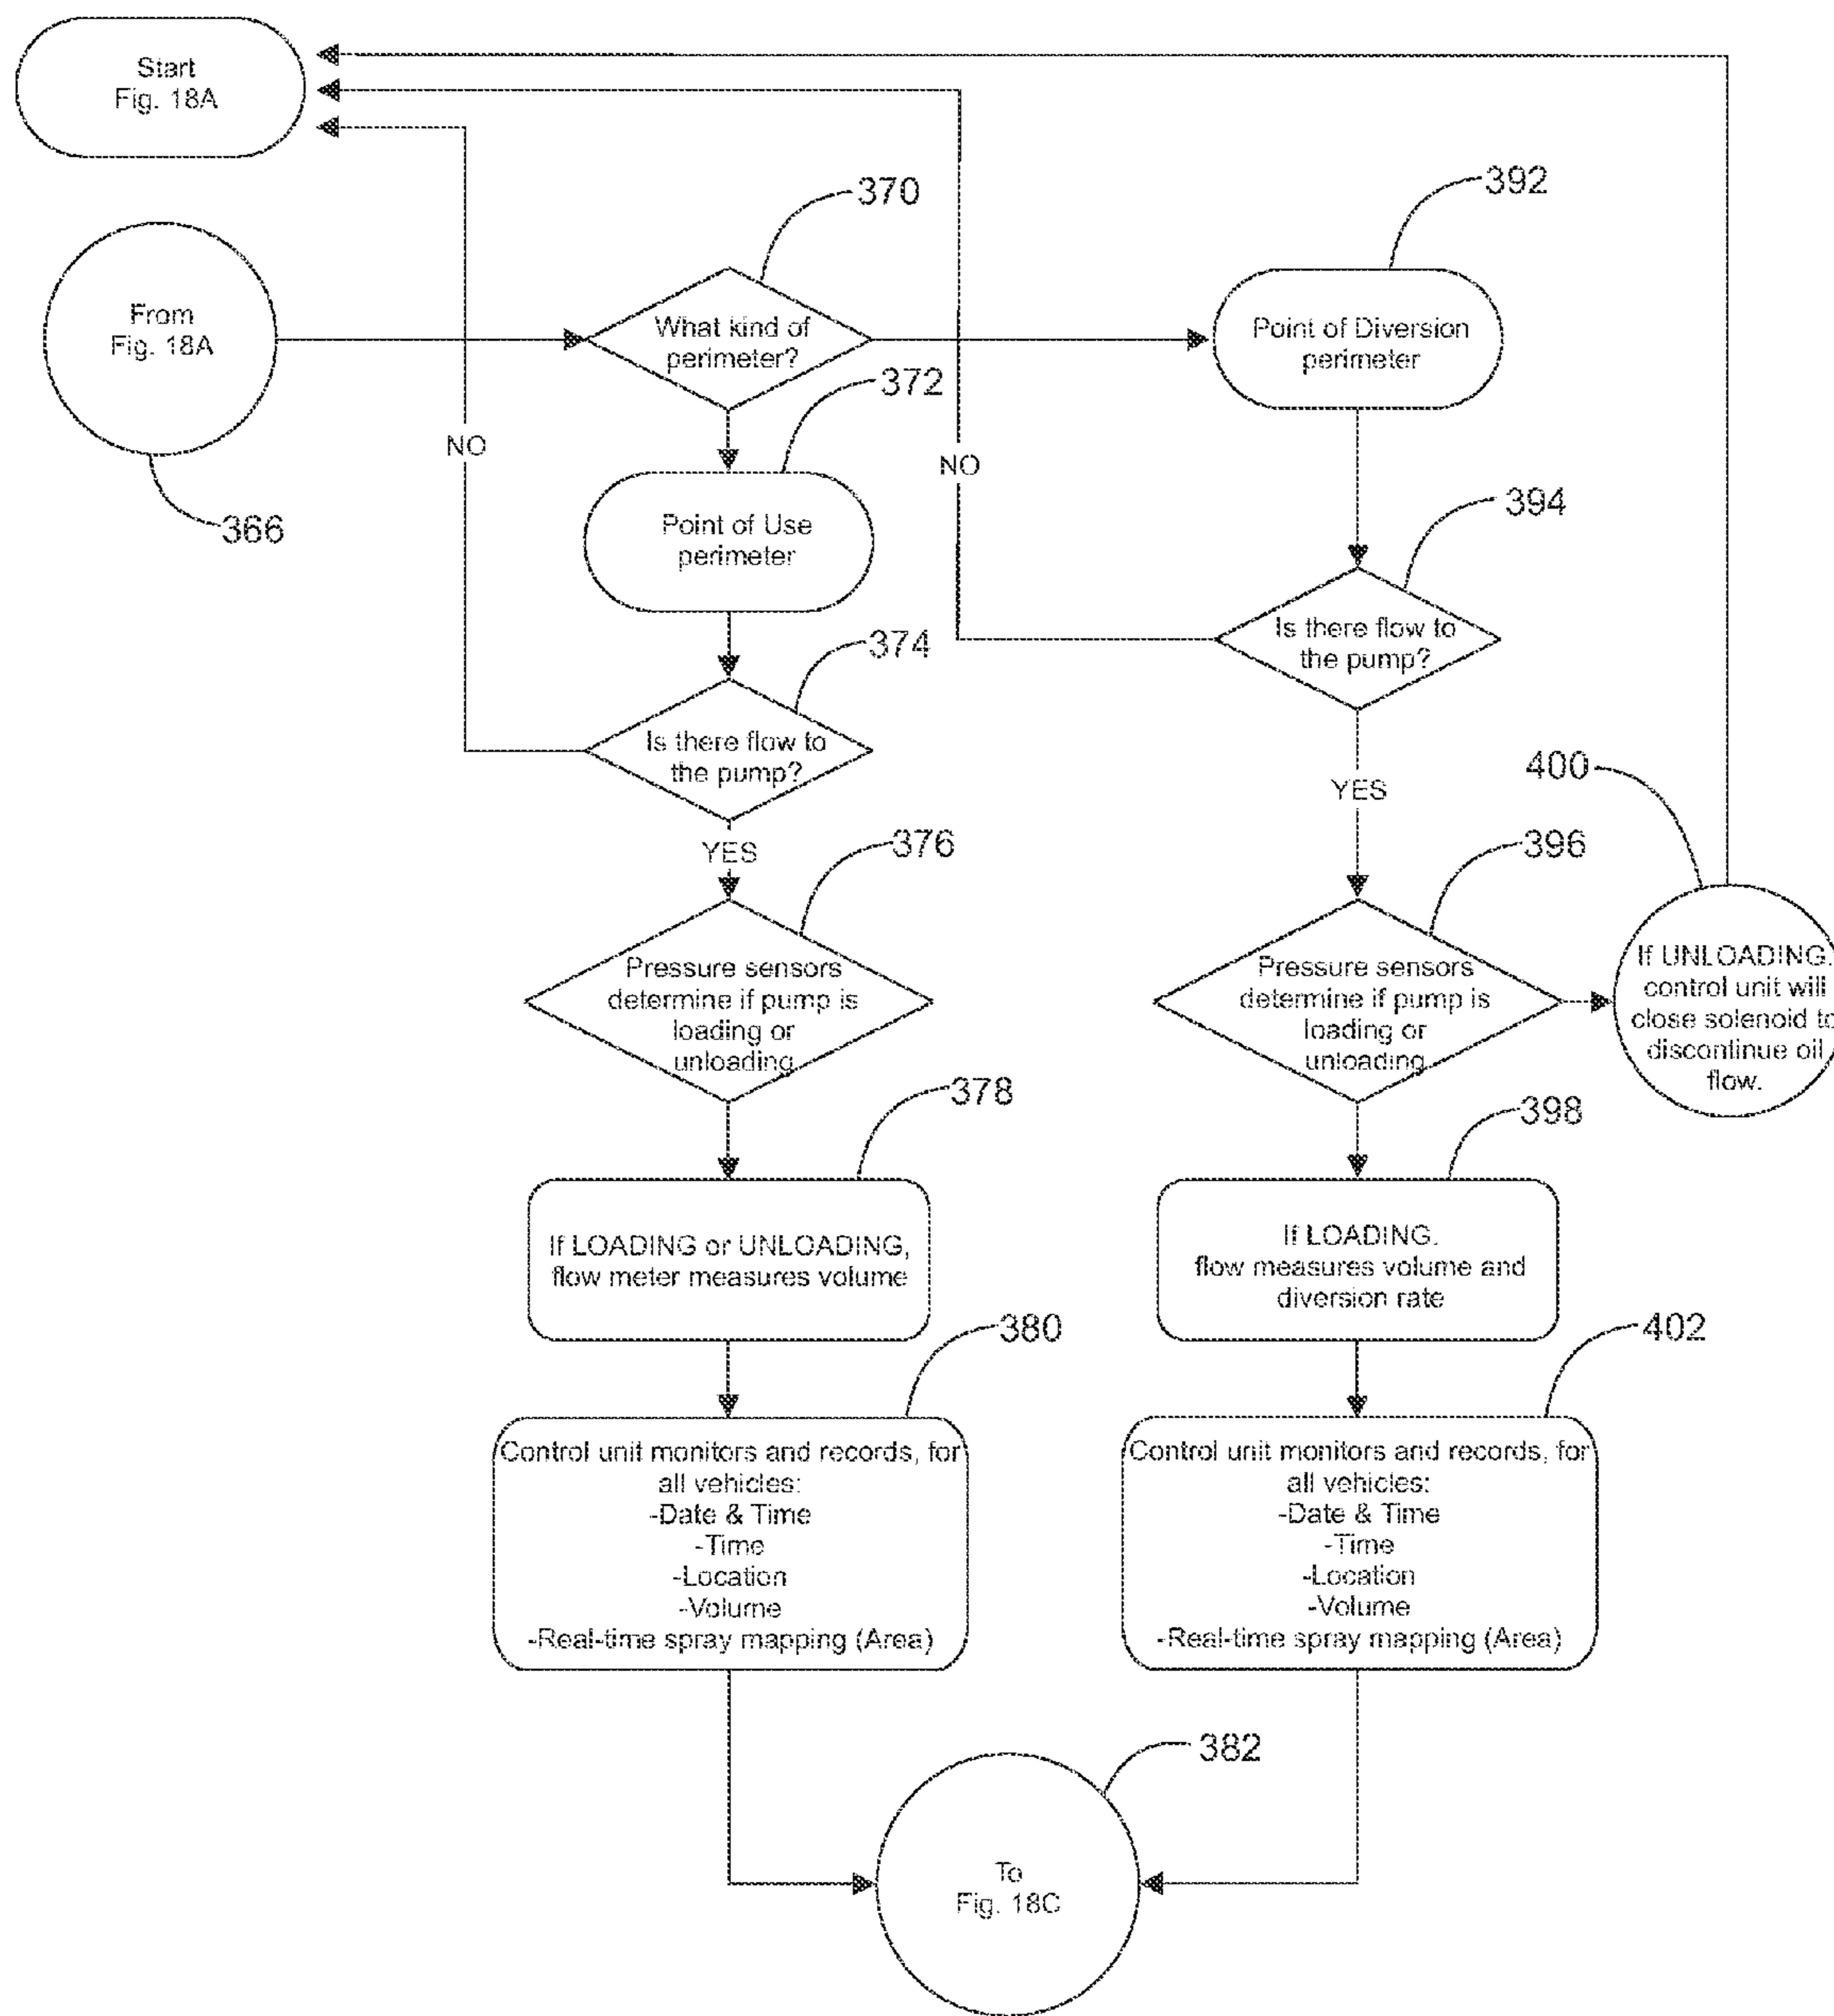 Start
Fig. 18A
370
392
From
Fig. 18A
What kind of
perimeter?
Point of Diversion
perimeter
372
NO
NO
366
Point of Use
perimeter
394
374
Is there flow to
the pump?
Is there flow to
the pump?
400
YES
YES
376
396
Pressure sensors
determine if pump is
loading or
unloading
Pressure sensors
determine if pump is
loading or
unloading
If UNLOADING.
control unit will
close solenoid to
discontinue oil
flow.
378
398
If LOADING or UNLOADING,
flow meter measures volume
If LOADING.
flow measures volume and
diversion rate
380
402
Control unit monitors and records, for
all vehicles:
-Date & Time
-Time
-Location
-Volume
-Real-time spray mapping (Area)
Control unit monitors and records, for
all vehicles:
-Date & Time
-Time
-Location
-Volume
-Real-time spray mapping (Area)
382
To
Fig. 18C